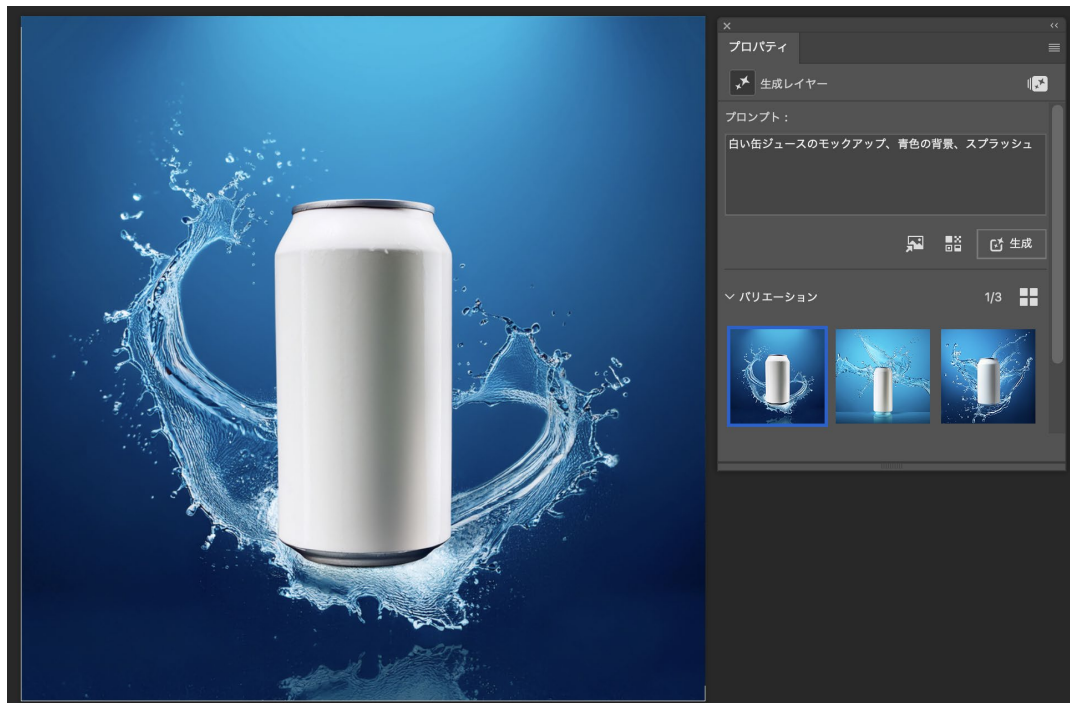 プロパティ
生成レイヤー
プロンプト :
白い缶ジュースのモックアップ、青色の背景、スプラッシュ
生成
バリエーション
1/3